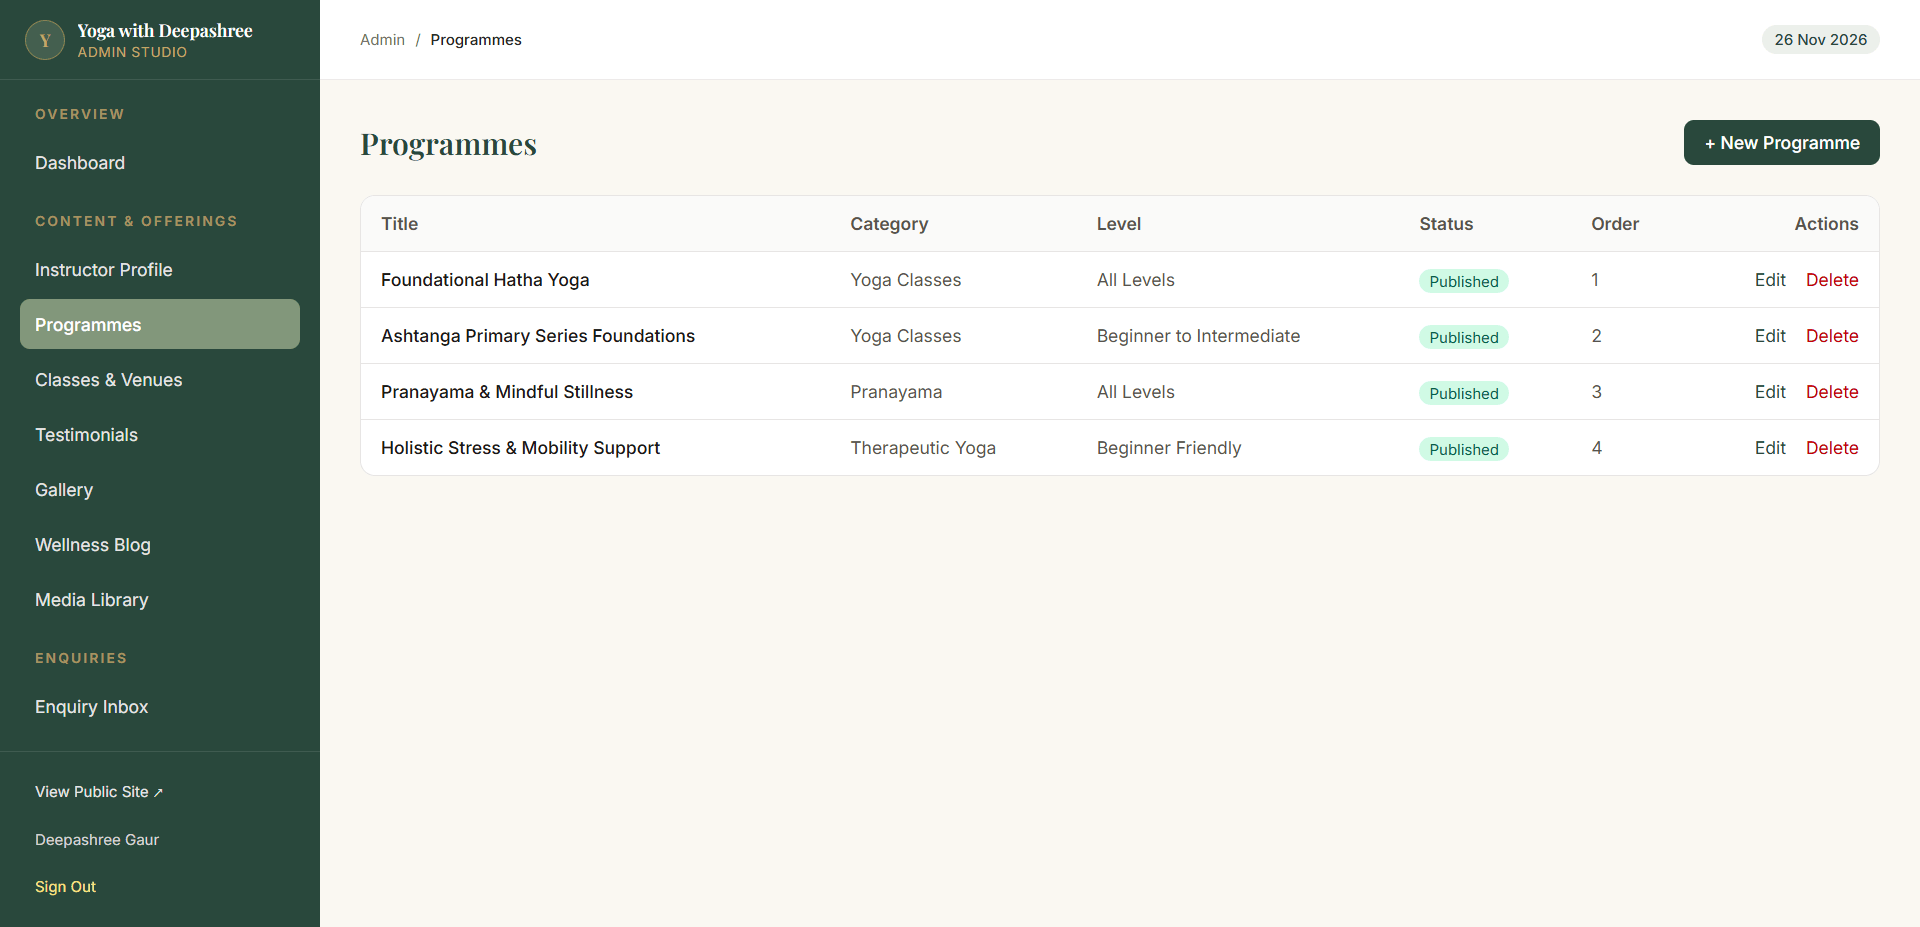 Y
Yoga with Deepashree
ADMIN STUDIO
OVERVIEW
Dashboard
CONTENT & OFFERINGS
Instructor Profile
Programmes
Classes & Venues
Testimonials
Gallery
Wellness Blog
Media Library
ENQUIRIES
Enquiry Inbox
View Public Site ↗
Deepashree Gaur
Sign Out
Admin / Programmes
26 Nov 2026
Programmes
+ New Programme
Title Category Level Status Order Actions
Foundational Hatha Yoga Yoga Classes All Levels Published 1 Edit Delete
Ashtanga Primary Series Foundations Yoga Classes Beginner to Intermediate Published 2 Edit Delete
Pranayama & Mindful Stillness Pranayama All Levels Published 3 Edit Delete
Holistic Stress & Mobility Support Therapeutic Yoga Beginner Friendly Published 4 Edit Delete